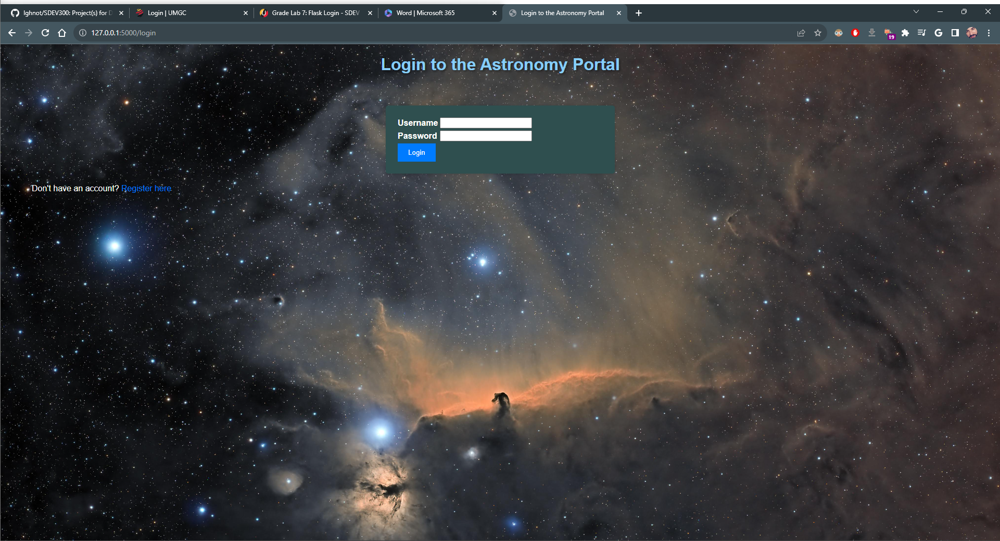 lghnot/SDEV300: Project(s) for D
Login | UMGC
Grade Lab 7: Flask Login - SDEV
Word | Microsoft 365
Login to the Astronomy Portal
127.0.0.1:5000/login
19
Login to the Astronomy Portal
Username
Password
Login
Don't have an account? Register here